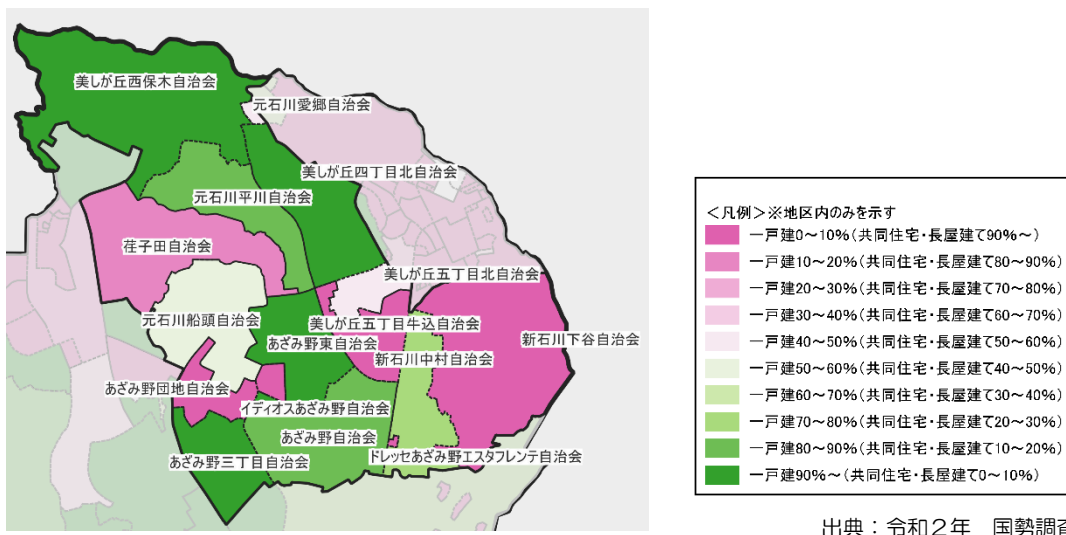 美しが丘西保木自治会
元石川愛郷自治会
美しが丘四丁目北自治会
元石川平川自治会
荏子田自治会
美しが丘五丁目北自治会
元石川船頭自治会
美しが丘五丁目牛込自治会
あざみ野東自治会
新石川下谷自治会
新石川中村自治会
あざみ野団地自治会
イディオスあざみ野自治会
あざみ野自治会
ドレッセあざみ野エスタフレンテ自治会
あざみ野三丁目自治会
<凡例>※地区内のみを示す
一戸建0~10%(共同住宅・長屋建て90%~)
一戸建10~20%(共同住宅・長屋建て80~90%)
一戸建20~30%(共同住宅・長屋建て70~80%)
一戸建30~40%(共同住宅・長屋建て60~70%)
一戸建40~50%(共同住宅・長屋建て50~60%)
一戸建50~60%(共同住宅・長屋建て40~50%)
一戸建60~70%(共同住宅・長屋建て30~40%)
一戸建70~80%(共同住宅・長屋建て20~30%)
一戸建80~90%(共同住宅・長屋建て10~20%)
一戸建90%~(共同住宅・長屋建て0~10%)
出典:令和2年 国勢調査